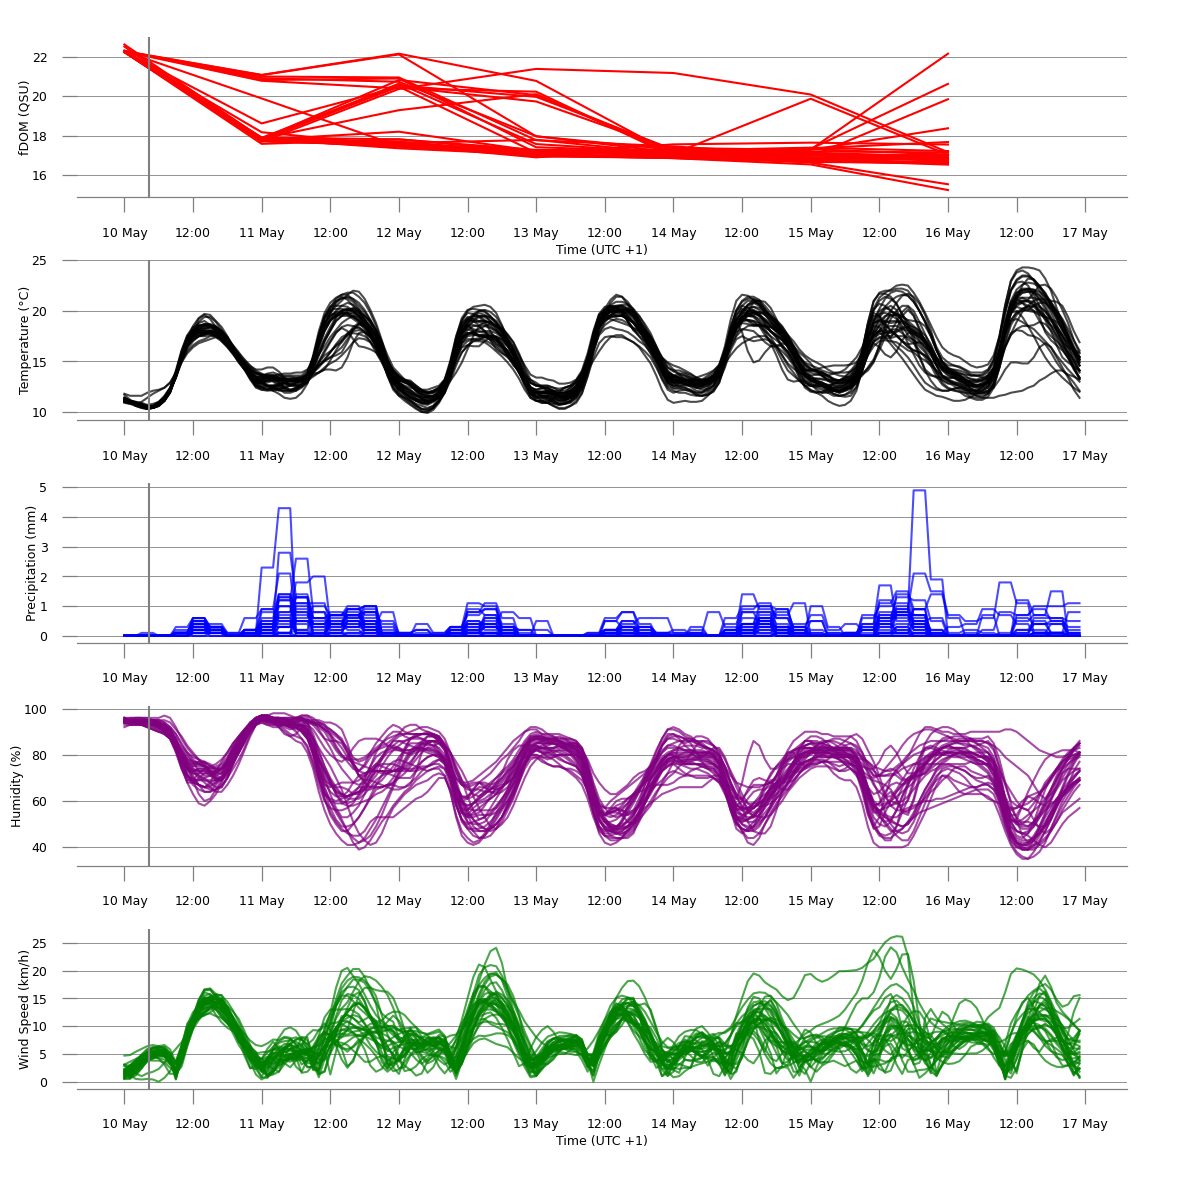 fDOM (QSU)
22
20
18
16
10 May 12:00 11 May 12:00 12 May 12:00 13 May 12:00 14 May 12:00 15 May 12:00 16 May 12:00 17 May
Time (UTC +1)
Temperature (°C)
25
20
15
10
10 May 12:00 11 May 12:00 12 May 12:00 13 May 12:00 14 May 12:00 15 May 12:00 16 May 12:00 17 May
Precipitation (mm)
5
4
3
2
1
0
10 May 12:00 11 May 12:00 12 May 12:00 13 May 12:00 14 May 12:00 15 May 12:00 16 May 12:00 17 May
Humidity (%)
100
80
60
40
10 May 12:00 11 May 12:00 12 May 12:00 13 May 12:00 14 May 12:00 15 May 12:00 16 May 12:00 17 May
Wind Speed (km/h)
25
20
15
10
5
0
10 May 12:00 11 May 12:00 12 May 12:00 13 May 12:00 14 May 12:00 15 May 12:00 16 May 12:00 17 May
Time (UTC +1)